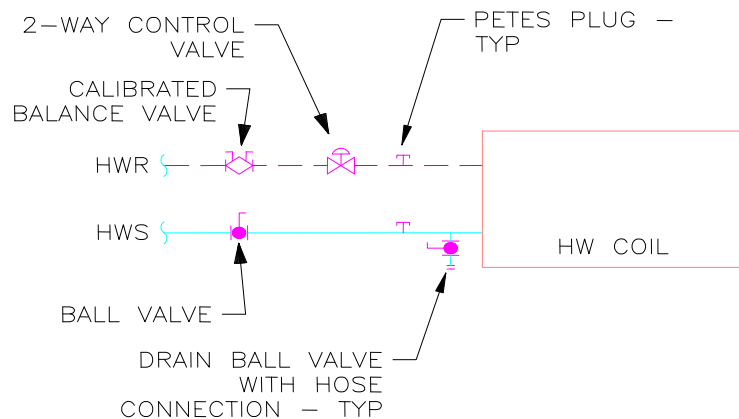 2-WAY CONTROL
VALVE
PETES PLUG -
TYP
CALIBRATED
BALANCE VALVE
HWR
HWS
HW COIL
BALL VALVE
DRAIN BALL VALVE
WITH HOSE
CONNECTION - TYP